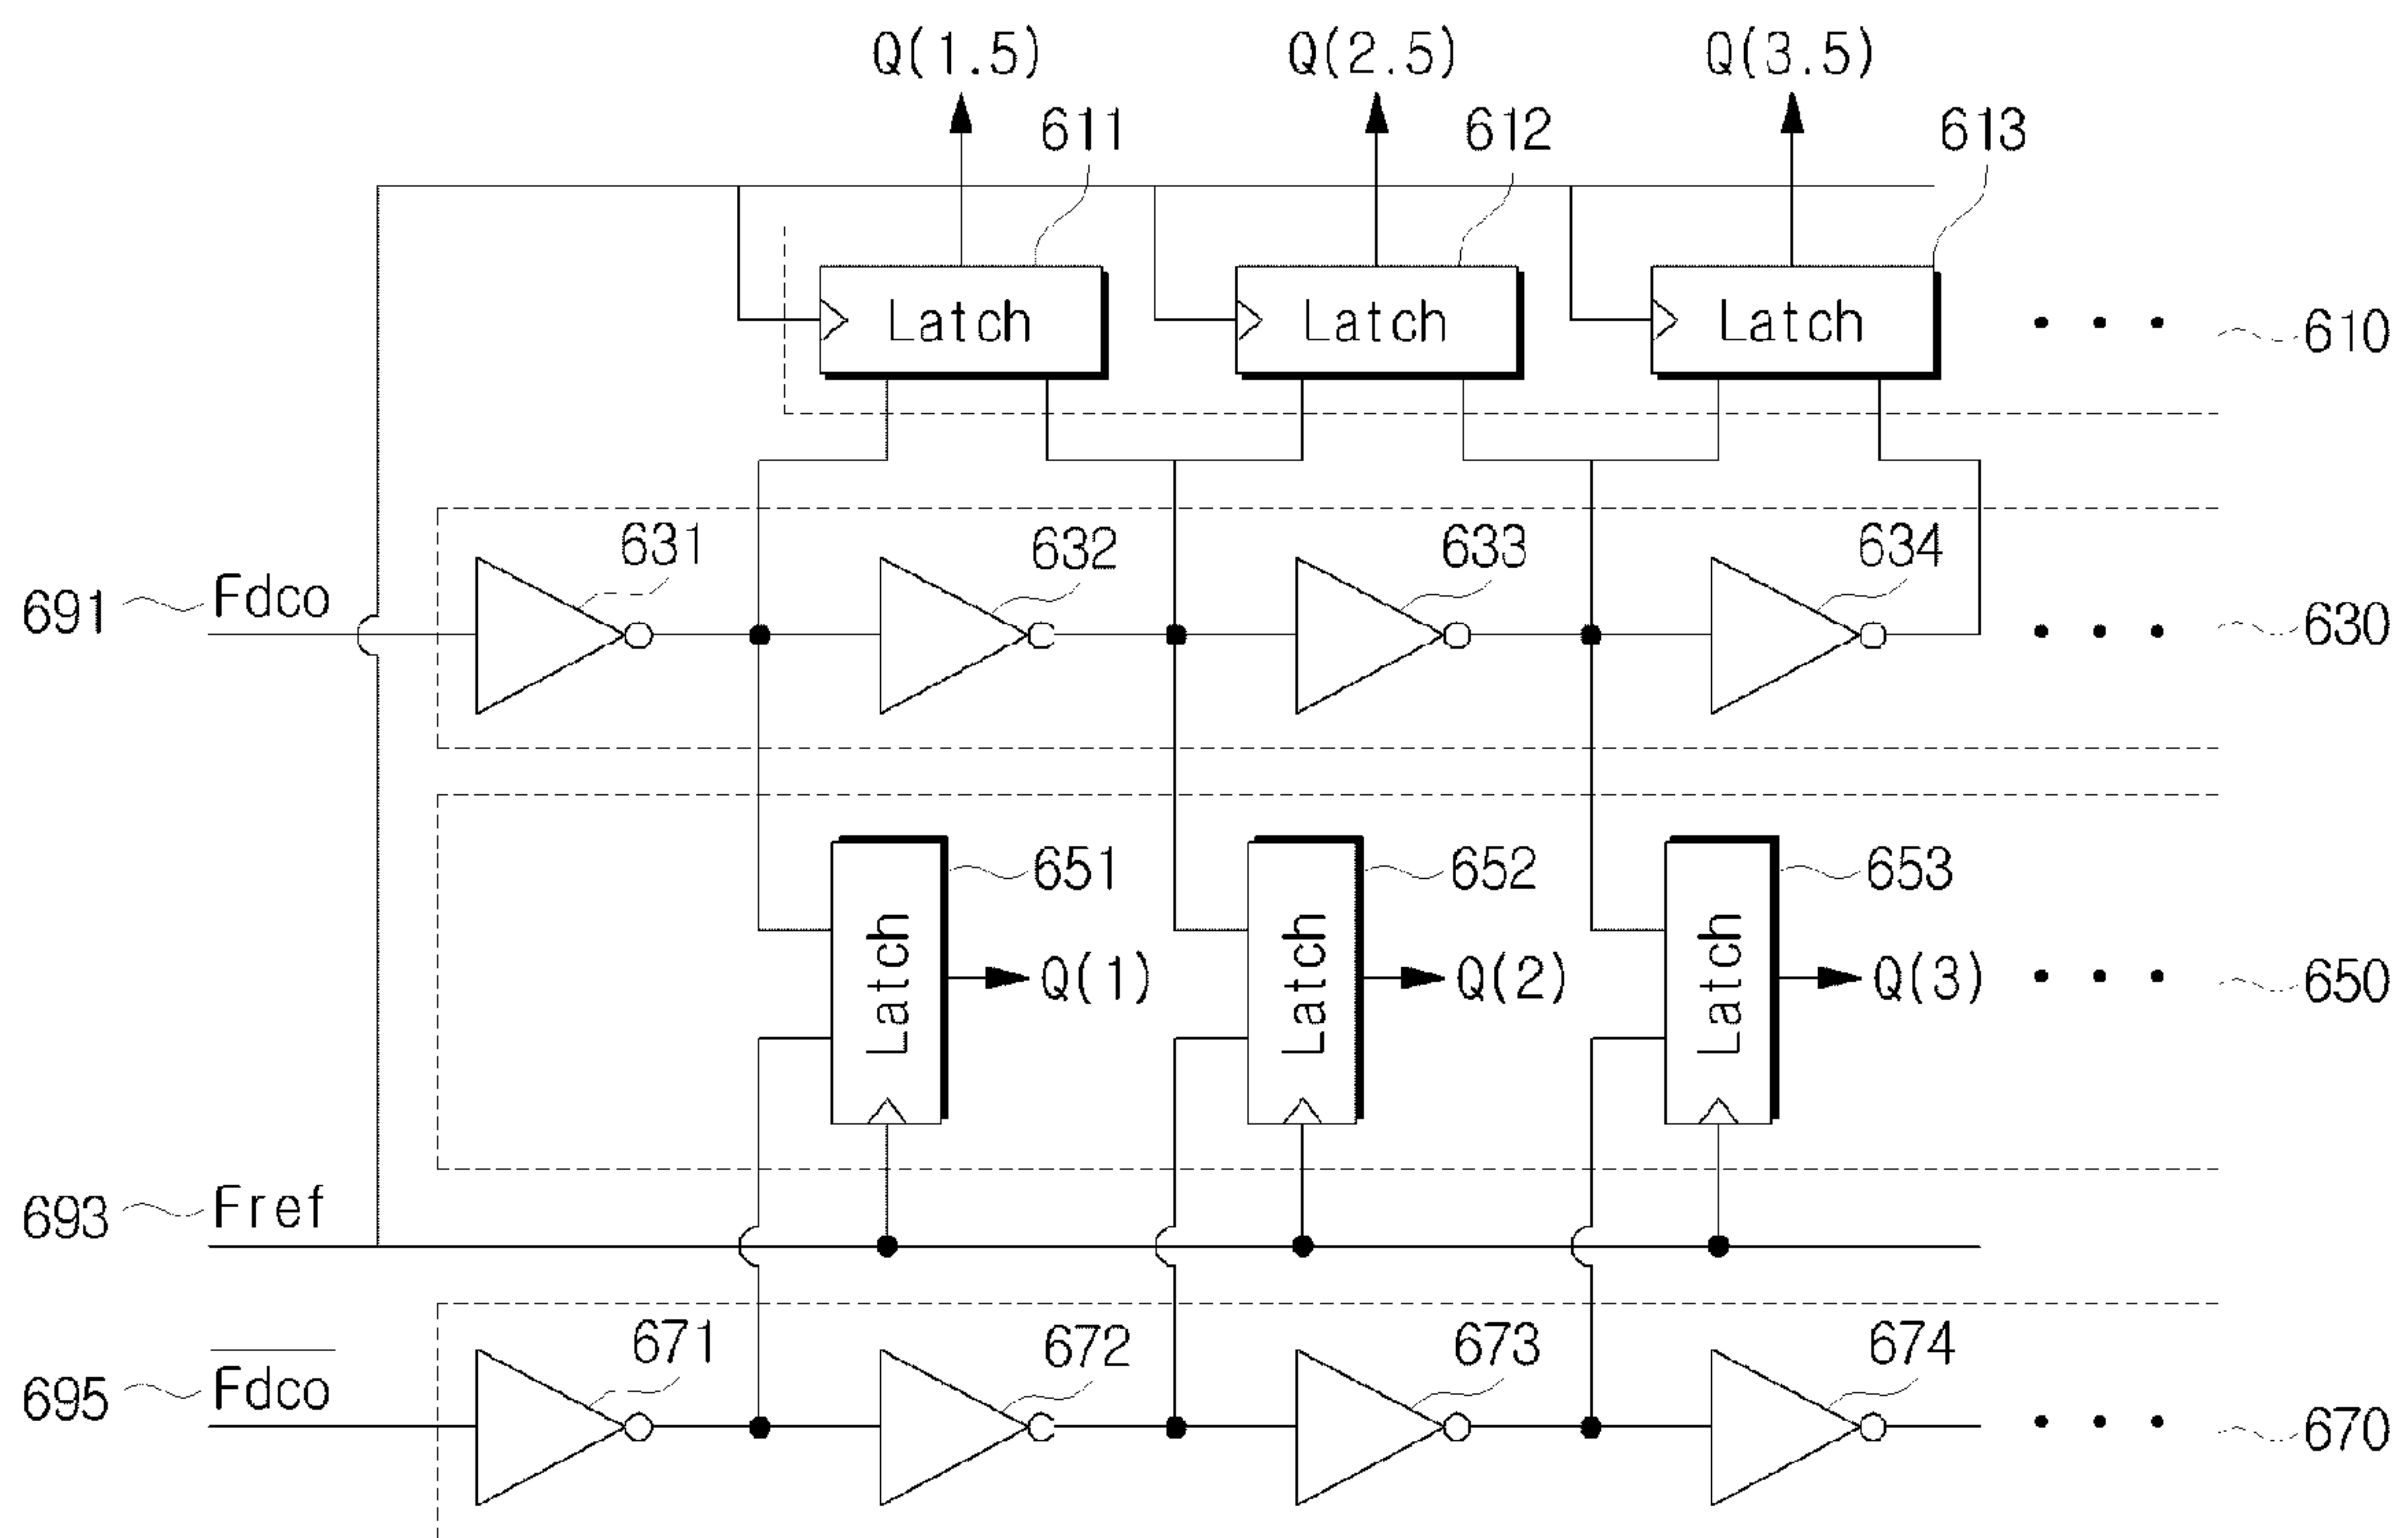 Q(1.5) Q(2.5) Q(3.5)
611 612 613
Latch Latch Latch 610
631 632 633 634
691 Fdco 630
651 652 653
Latch Q(1) Latch Q(2) Latch Q(3) 650
693 Fref
671 672 673 674
695 Fdco 670